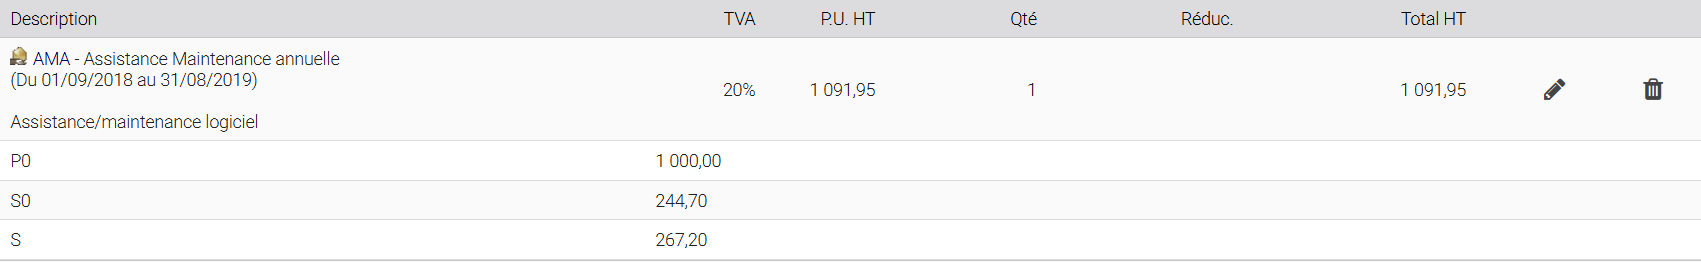 Description TVA P.U. HT Qté Réduc. Total HT
AMA - Assistance Maintenance annuelle
(Du 01/09/2018 au 31/08/2019)
20% 1 091,95 1 1 091,95
Assistance/maintenance logiciel
P0 1 000,00
S0 244,70
S 267,20